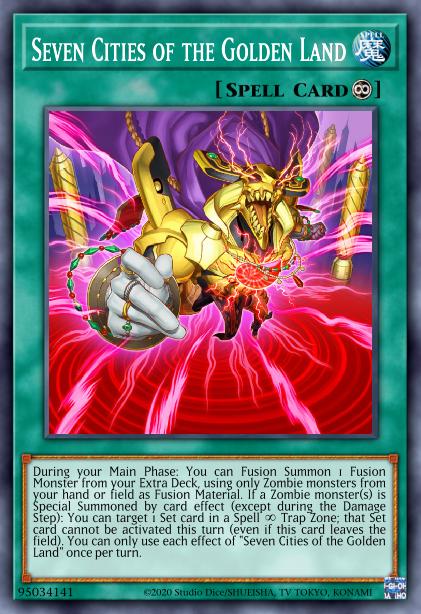 SEVEN CITIES OF THE GOLDEN LAND
SPELL
魔
[SPELL CARD∞]
During your Main Phase: You can Fusion Summon 1 Fusion
Monster from your Extra Deck, using only Zombie monsters from
your hand or field as Fusion Material. If a Zombie monster(s) is
Special Summoned by card effect (except during the Damage
Step): You can target 1 Set card in a Spell ∞ Trap Zone; that Set
card cannot be activated this turn (even if this card leaves the
field). You can only use each effect of "Seven Cities of the Golden
Land" once per turn.
95034141
©2020 Studio Dice/SHUEISHA, TV TOKYO, KONAMI